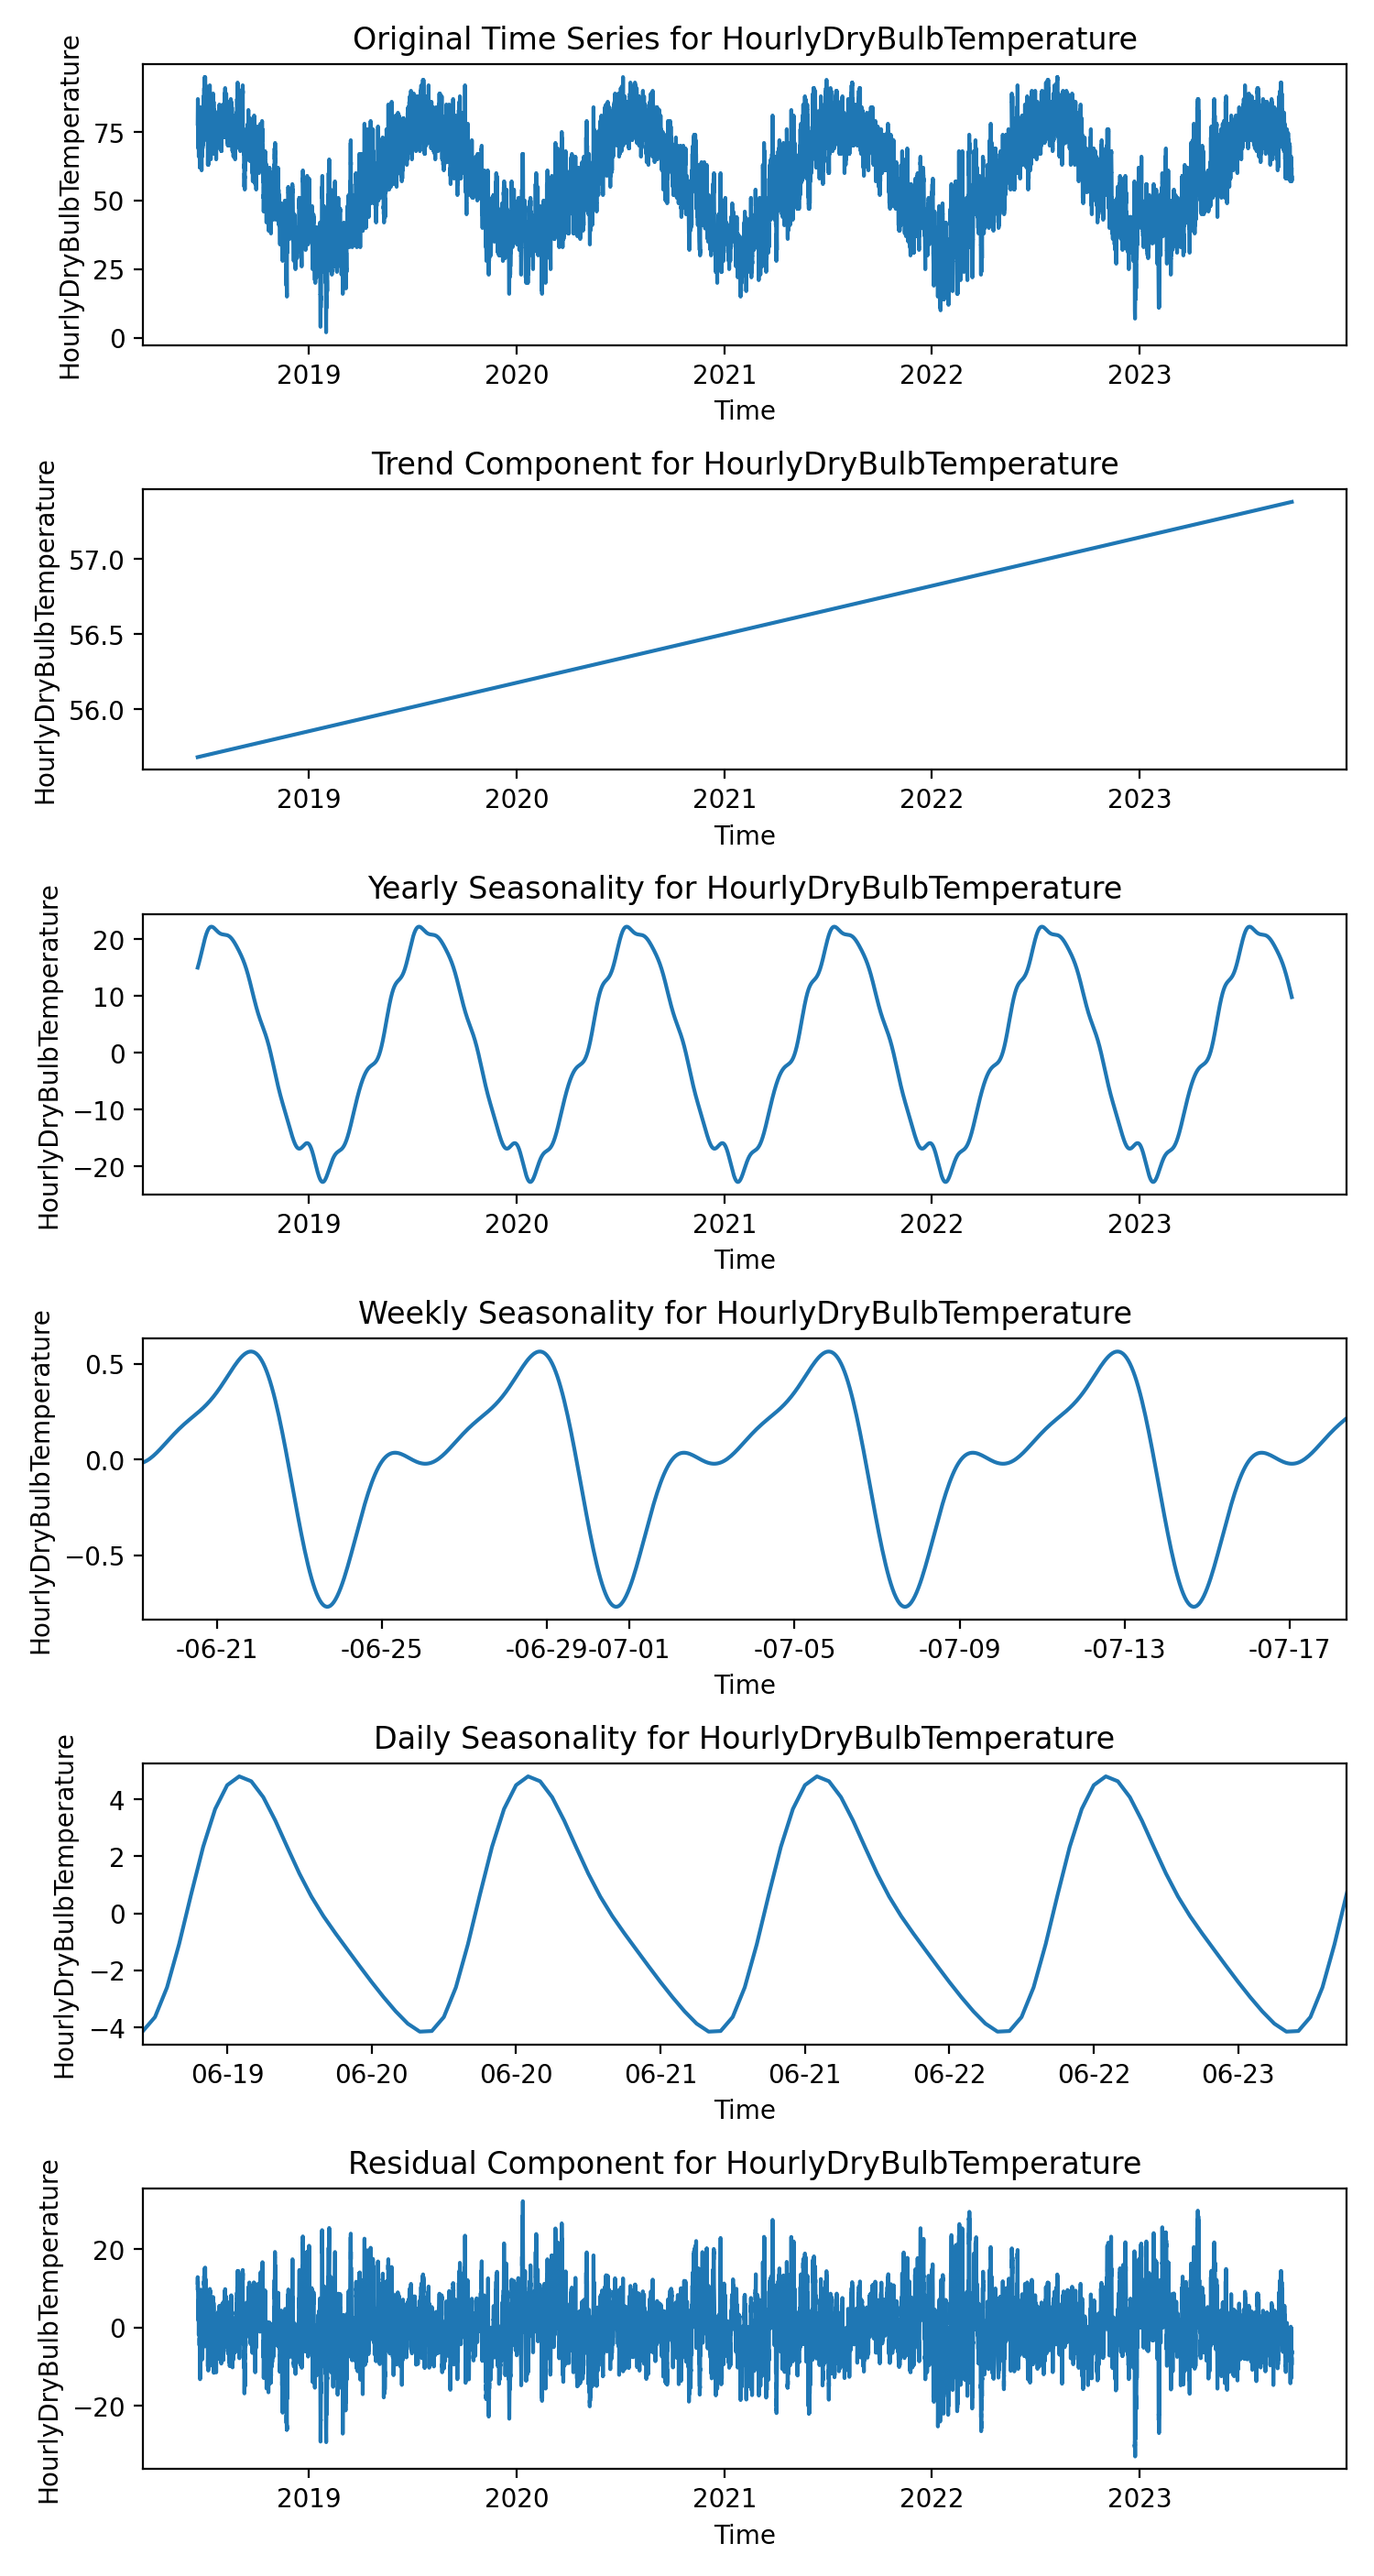 Original Time Series for HourlyDryBulbTemperature
HourlyDryBulbTemperature
75
50
25
0
2019 2020 2021 2022 2023
Time
Trend Component for HourlyDryBulbTemperature
HourlyDryBulbTemperature
57.0
56.5
56.0
2019 2020 2021 2022 2023
Time
Yearly Seasonality for HourlyDryBulbTemperature
HourlyDryBulbTemperature
20
10
0
−10
−20
2019 2020 2021 2022 2023
Time
Weekly Seasonality for HourlyDryBulbTemperature
HourlyDryBulbTemperature
0.5
0.0
−0.5
-06-21 -06-25 -06-29 -07-01 -07-05 -07-09 -07-13 -07-17
Time
Daily Seasonality for HourlyDryBulbTemperature
HourlyDryBulbTemperature
4
2
0
−2
−4
06-19 06-20 06-20 06-21 06-21 06-22 06-22 06-23
Time
Residual Component for HourlyDryBulbTemperature
HourlyDryBulbTemperature
20
0
−20
2019 2020 2021 2022 2023
Time